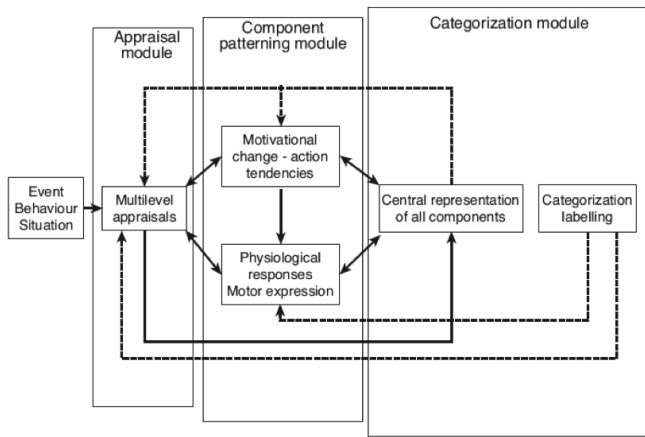 Appraisal
module
Component
patterning module
Categorization module
Motivational
change - action
tendencies
Event
Behaviour
Situation
Multilevel
appraisals
Central representation
of all components
Categorization
labelling
Physiological
responses
Motor expression